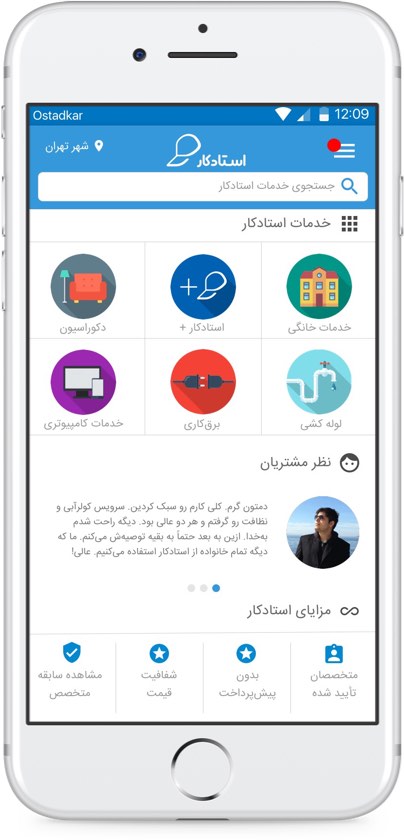 Ostadkar 12:09
استادکار
شهر تهران
جستجوی خدمات استادکار
خدمات استادکار
خدمات خانگی
استادکار +
دکوراسیون
لوله کشی
برق‌کاری
خدمات کامپیوتری
نظر مشتریان
دمتون گرم. کلی کارم رو سبک کردین. سرویس کولرآبی و
نظافت رو گرفتم و هر دو عالی بود. دیگه راحت شدم
به‌خدا. ازین به بعد حتماً به بقیه توصیه‌ش می‌کنم. ما که
دیگه تمام خانواده از استادکار استفاده می‌کنیم. عالی!
مزایای استادکار
متخصصان
تأیید شده
بدون
پیش‌پرداخت
شفافیت
قیمت
مشاهده سابقه
متخصص